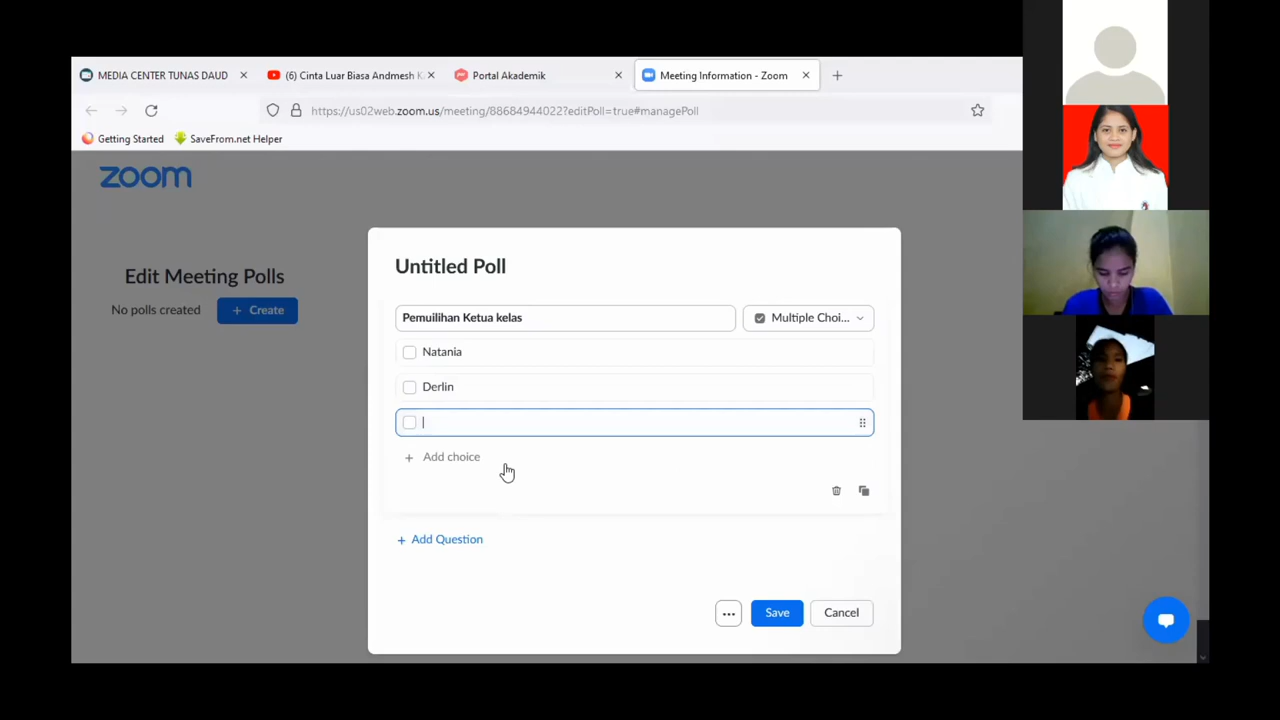 MEDIA CENTER TUNAS DAUD
(6) Cinta Luar Biasa Andmesh K
Portal Akademik
Meeting Information - Zoom
https://us02web.zoom.us/meeting/88684944022?editPoll=true#managePoll
Getting Started
SaveFrom.net Helper
zoom
Edit Meeting Polls
No polls created
+ Create
Untitled Poll
Pemuilihan Ketua kelas
Multiple Choi...
Natania
Derlin
+ Add choice
+ Add Question
...
Save
Cancel